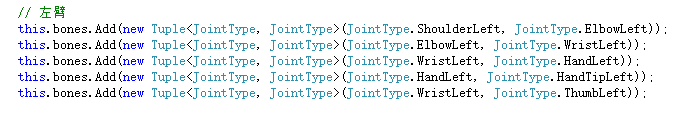 // 左臂
this.bones.Add(new Tuple<JointType, JointType>(JointType.ShoulderLeft, JointType.ElbowLeft));
this.bones.Add(new Tuple<JointType, JointType>(JointType.ElbowLeft, JointType.WristLeft));
this.bones.Add(new Tuple<JointType, JointType>(JointType.WristLeft, JointType.HandLeft));
this.bones.Add(new Tuple<JointType, JointType>(JointType.HandLeft, JointType.HandTipLeft));
this.bones.Add(new Tuple<JointType, JointType>(JointType.WristLeft, JointType.ThumbLeft));